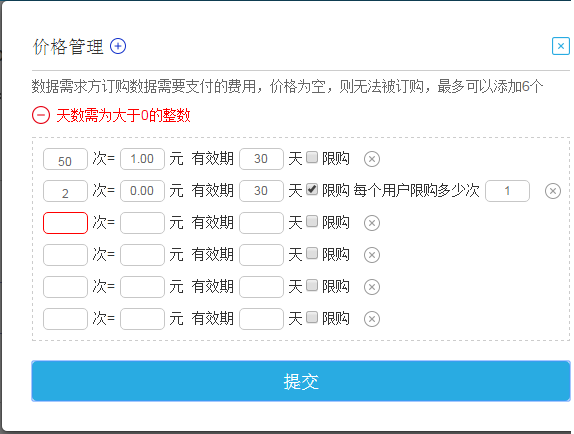 价格管理
数据需求方订购数据需要支付的费用，价格为空，则无法被订购，最多可以添加6个
天数需为大于0的整数
50 次= 1.00 元 有效期 30 天 限购
2 次= 0.00 元 有效期 30 天 限购 每个用户限购多少次 1
次= 元 有效期 天 限购
次= 元 有效期 天 限购
次= 元 有效期 天 限购
次= 元 有效期 天 限购
提交